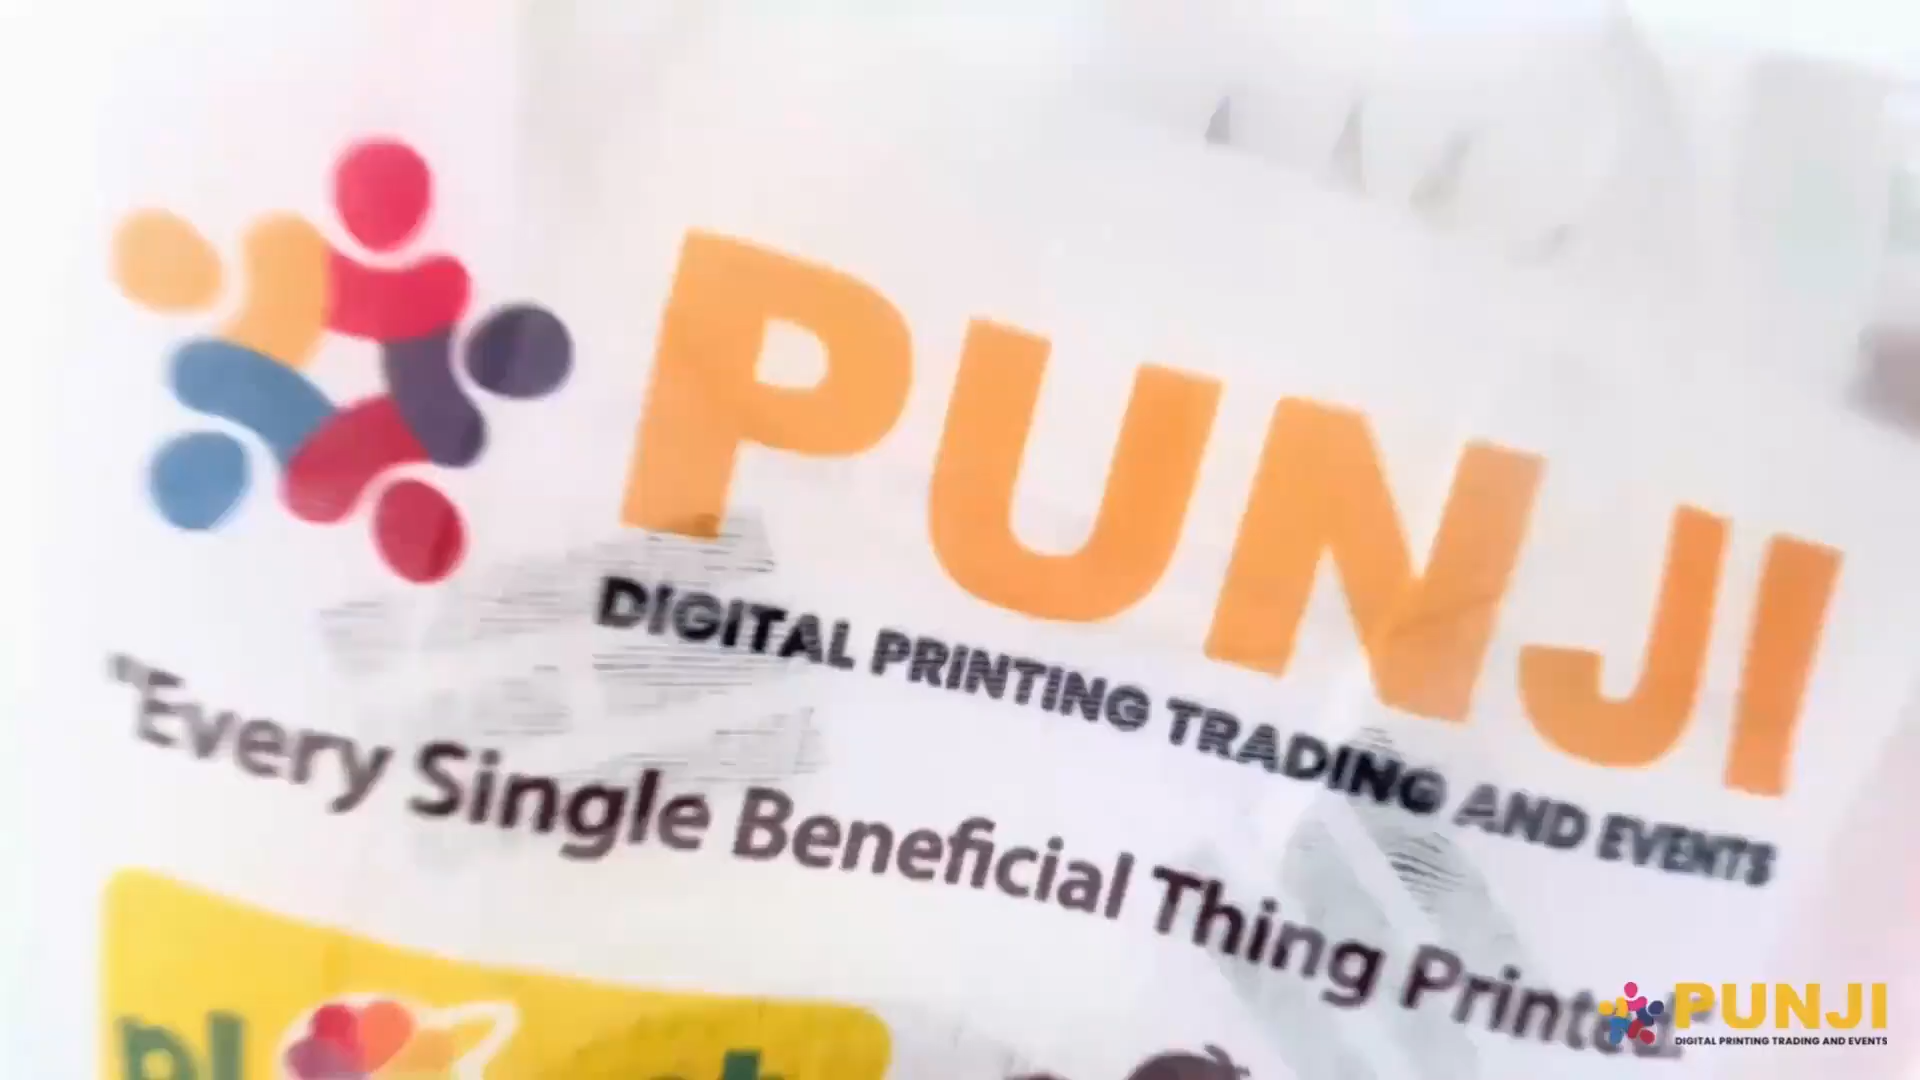 PUNJI
DIGITAL PRINTING TRADING AND EVENTS
"Every Single Beneficial Thing Printed"
PUNJI
DIGITAL PRINTING TRADING AND EVENTS